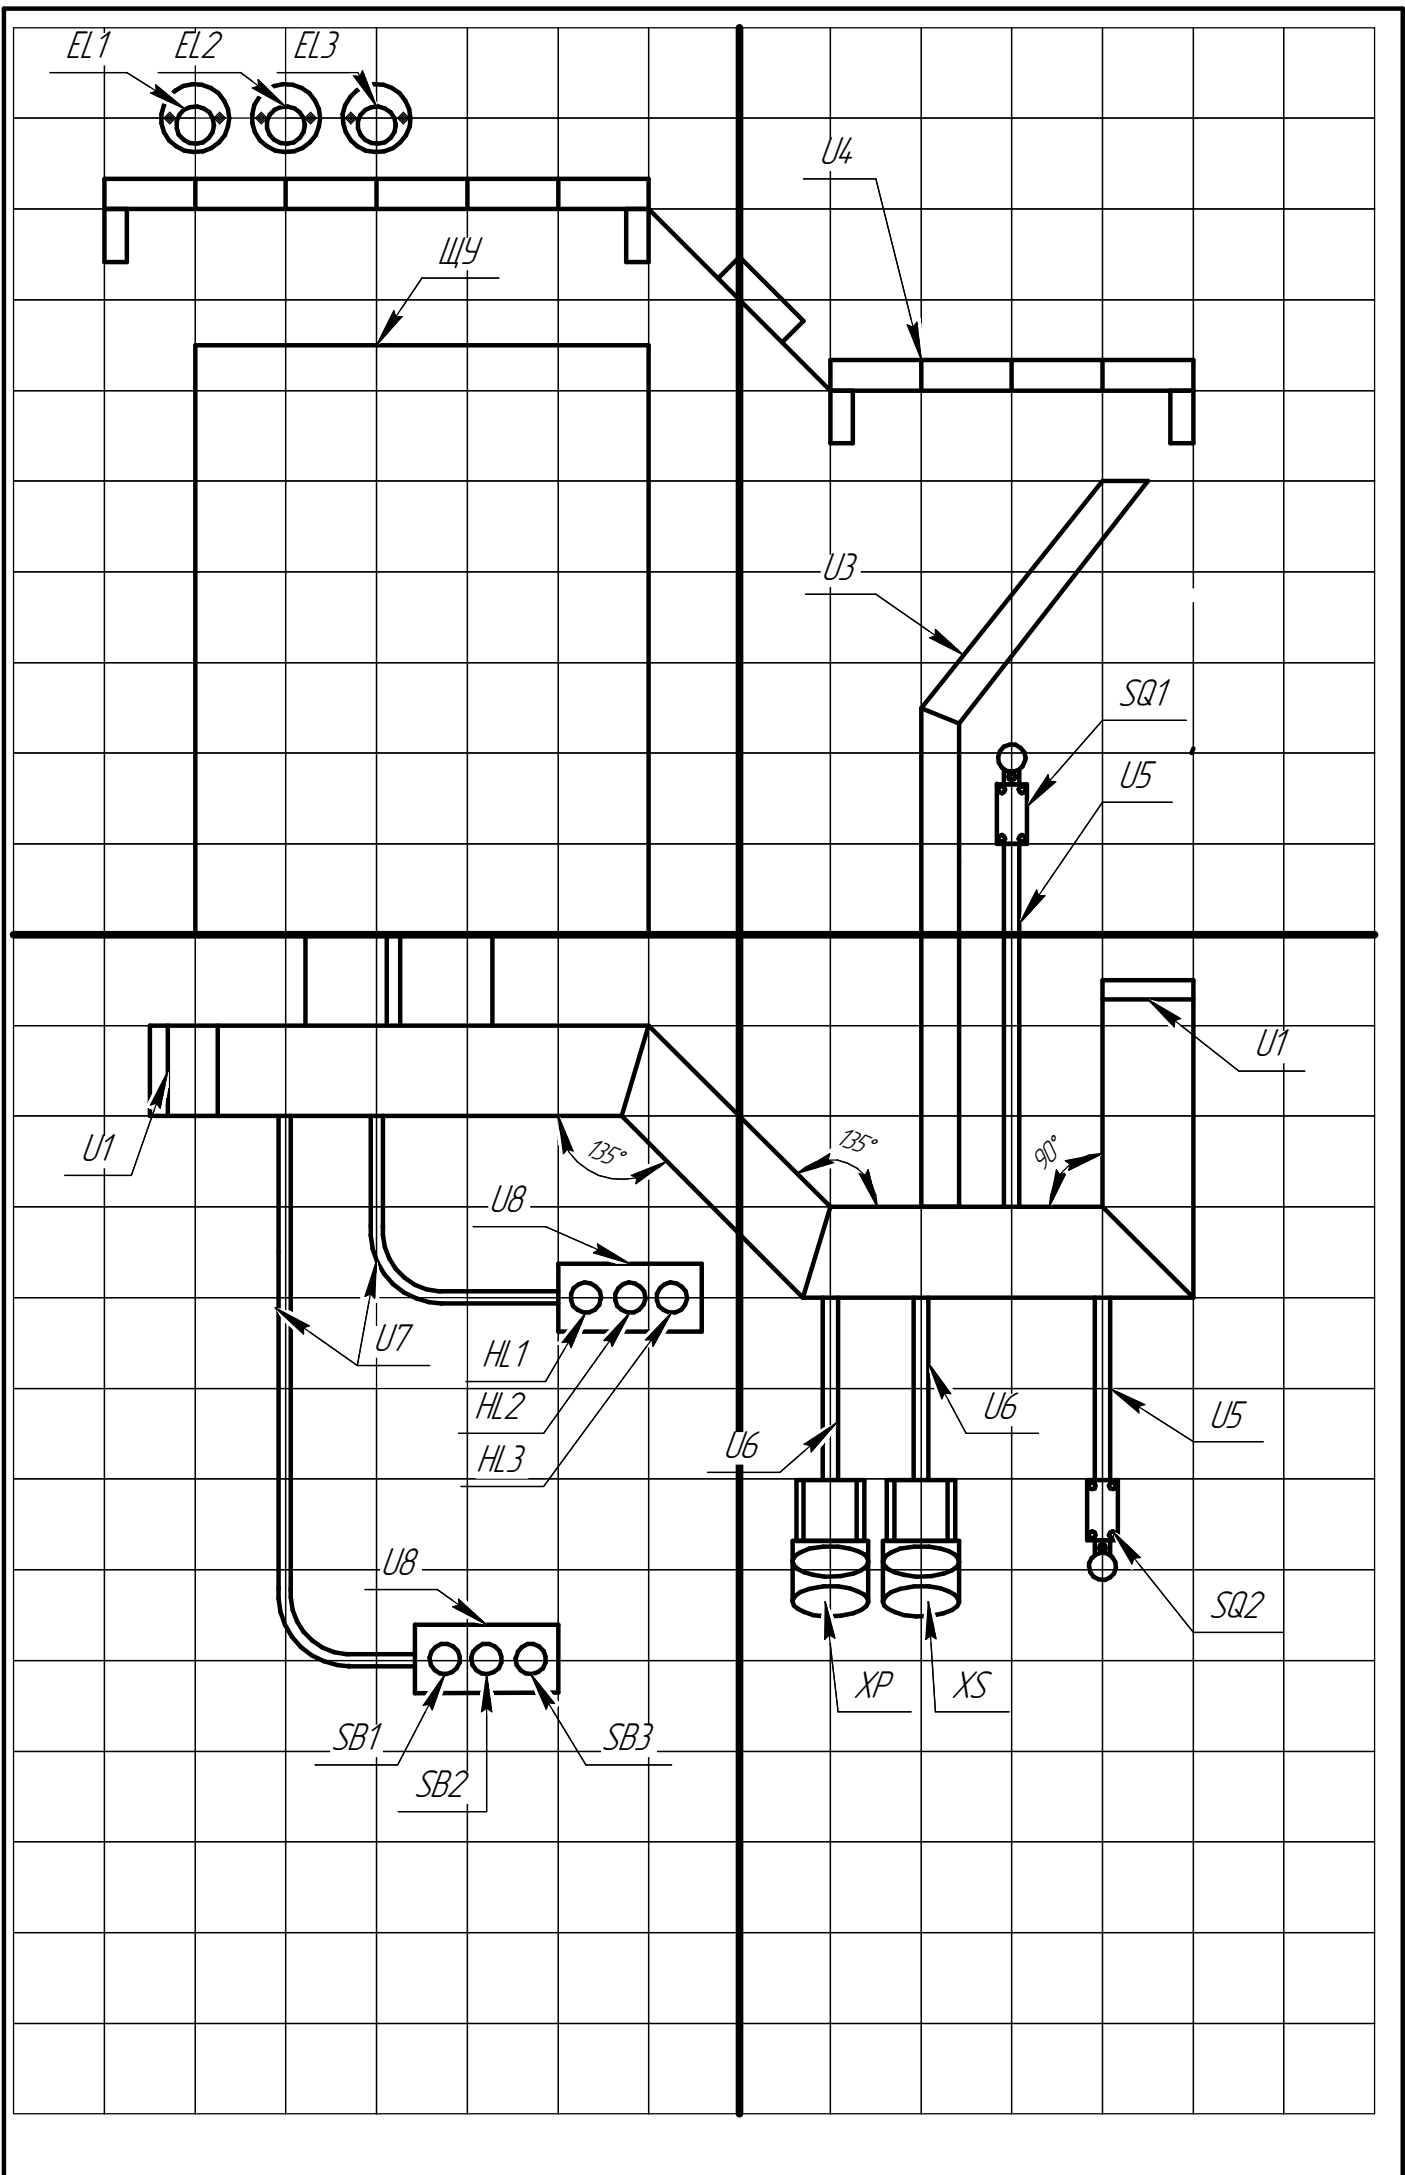 EL1 EL2 EL3
U4
ЩУ
U3
SQ1
U5
U1
U1
135°
135°
90°
U8
U7
HL1
HL2
HL3
U6
U6
U5
U8
SQ2
XP
XS
SB1
SB2
SB3